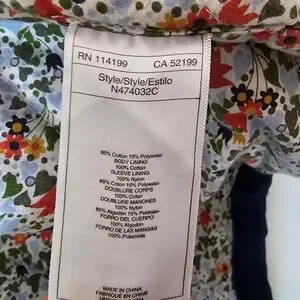 RN 114199 CA 52199
Style/Style/Estilo
N474032C
85% Cotton 15% Polyester
BODY LINING
100% Cotton
SLEEVE LINING
100% Nylon
85% Coton 15% Polyester
DOUBLURE CORPS
100% Coton
DOUBLURE MANCHES
100% Nylon
85% Algodón 15% Poliéster
FORRO DEL CUERPO
100% Algodón
FORRO DE LAS MANGAS
100% Poliamida
MADE IN CHINA
FABRIQUÉ EN CHINE
HECHO EN CHINA